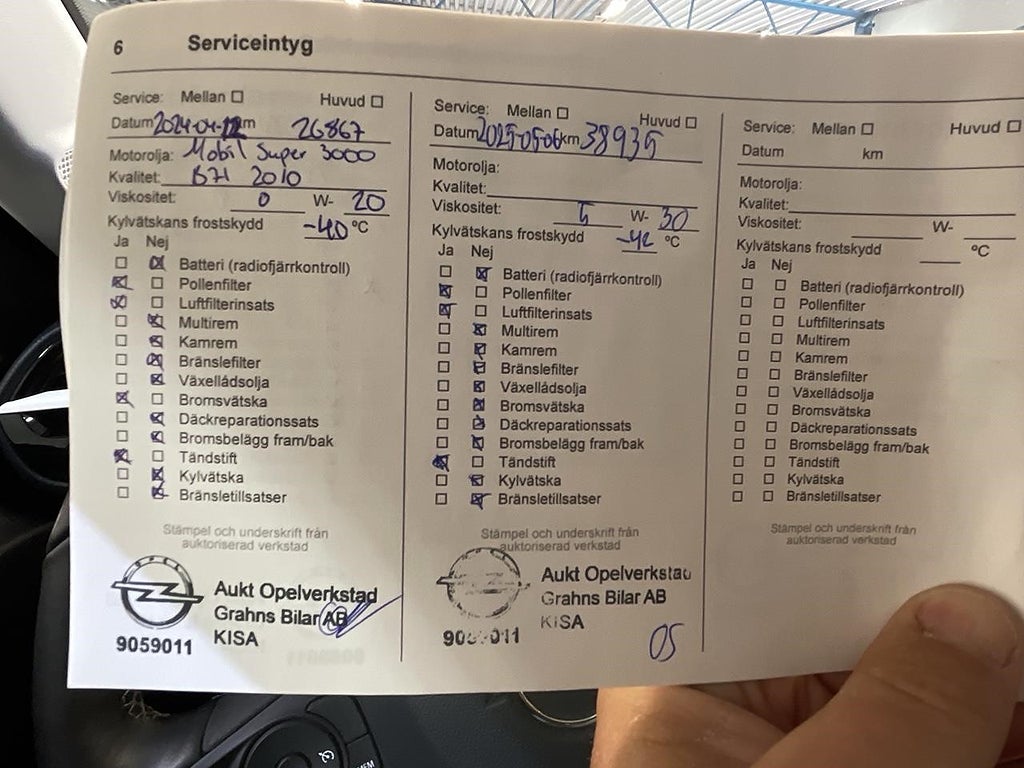 6 Serviceintyg
Service: Mellan ☐ Huvud ☐
Datum 2024-04-12 km 26867
Motorolja: Mobil Super 3000
Kvalitet: B71 2010
Viskositet: 0 W- 20
Kylvätskans frostskydd -40 °C
Ja Nej
☐ ☒ Batteri (radiofjärrkontroll)
☒ ☐ Pollenfilter
☒ ☐ Luftfilterinsats
☐ ☒ Multirem
☐ ☒ Kamrem
☐ ☒ Bränslefilter
☐ ☒ Växellådsolja
☒ ☐ Bromsvätska
☐ ☒ Däckreparationssats
☐ ☒ Bromsbelägg fram/bak
☒ ☐ Tändstift
☐ ☒ Kylvätska
☐ ☒ Bränsletillsatser
Stämpel och underskrift från
auktoriserad verkstad
Aukt Opelverkstad
Grahns Bilar AB
KISA
9059011
Service: Mellan ☐ Huvud ☐
Datum 2025-05-06 km 38935
Motorolja:
Kvalitet:
Viskositet: 5 W- 30
Kylvätskans frostskydd -42 °C
Ja Nej
☐ ☒ Batteri (radiofjärrkontroll)
☒ ☐ Pollenfilter
☒ ☐ Luftfilterinsats
☐ ☒ Multirem
☐ ☒ Kamrem
☐ ☒ Bränslefilter
☐ ☒ Växellådsolja
☐ ☒ Bromsvätska
☐ ☒ Däckreparationssats
☐ ☒ Bromsbelägg fram/bak
☒ ☐ Tändstift
☐ ☒ Kylvätska
☐ ☒ Bränsletillsatser
Stämpel och underskrift från
auktoriserad verkstad
Aukt Opelverkstad
Grahns Bilar AB
KISA
9059011
OS
Service: Mellan ☐ Huvud ☐
Datum km
Motorolja:
Kvalitet:
Viskositet: W-
Kylvätskans frostskydd °C
Ja Nej
☐ ☐ Batteri (radiofjärrkontroll)
☐ ☐ Pollenfilter
☐ ☐ Luftfilterinsats
☐ ☐ Multirem
☐ ☐ Kamrem
☐ ☐ Bränslefilter
☐ ☐ Växellådsolja
☐ ☐ Bromsvätska
☐ ☐ Däckreparationssats
☐ ☐ Bromsbelägg fram/bak
☐ ☐ Tändstift
☐ ☐ Kylvätska
☐ ☐ Bränsletillsatser
Stämpel och underskrift från
auktoriserad verkstad